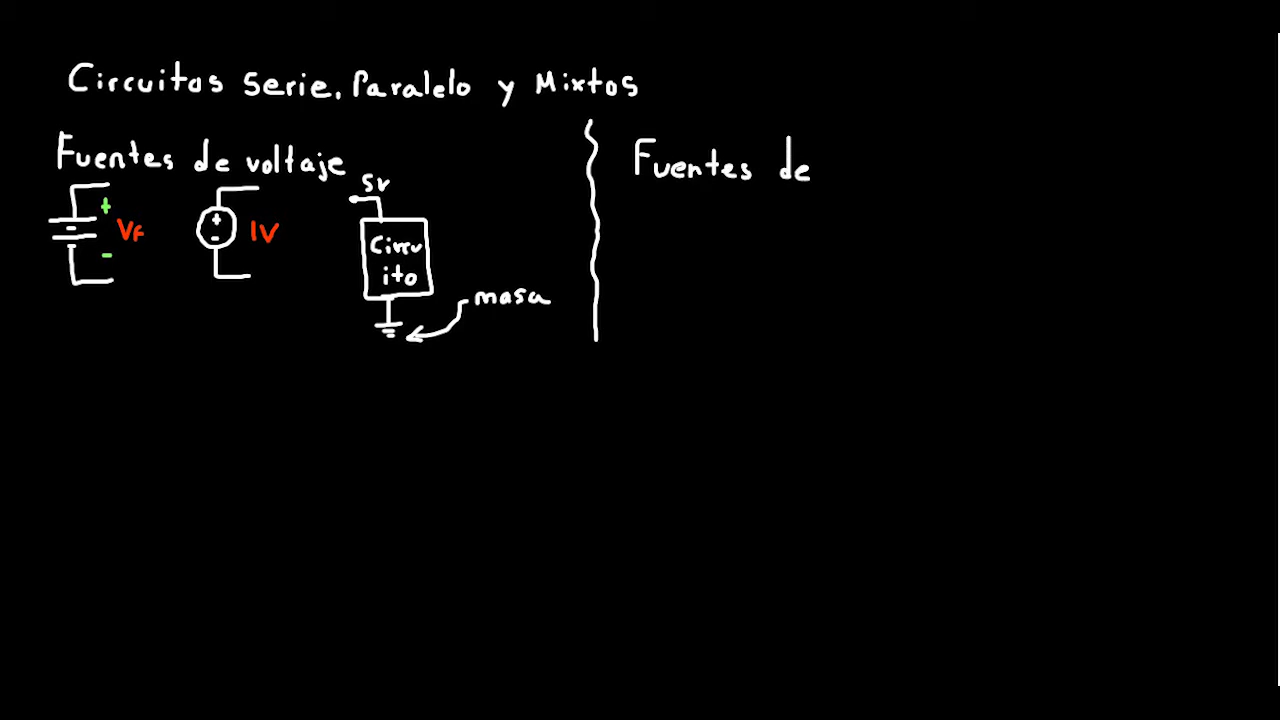 Circuitos Serie. Paralelo y Mixtos
Fuentes de voltaje
+
-
VF
+
-
1V
5V
Circu
ito
masa
Fuentes de